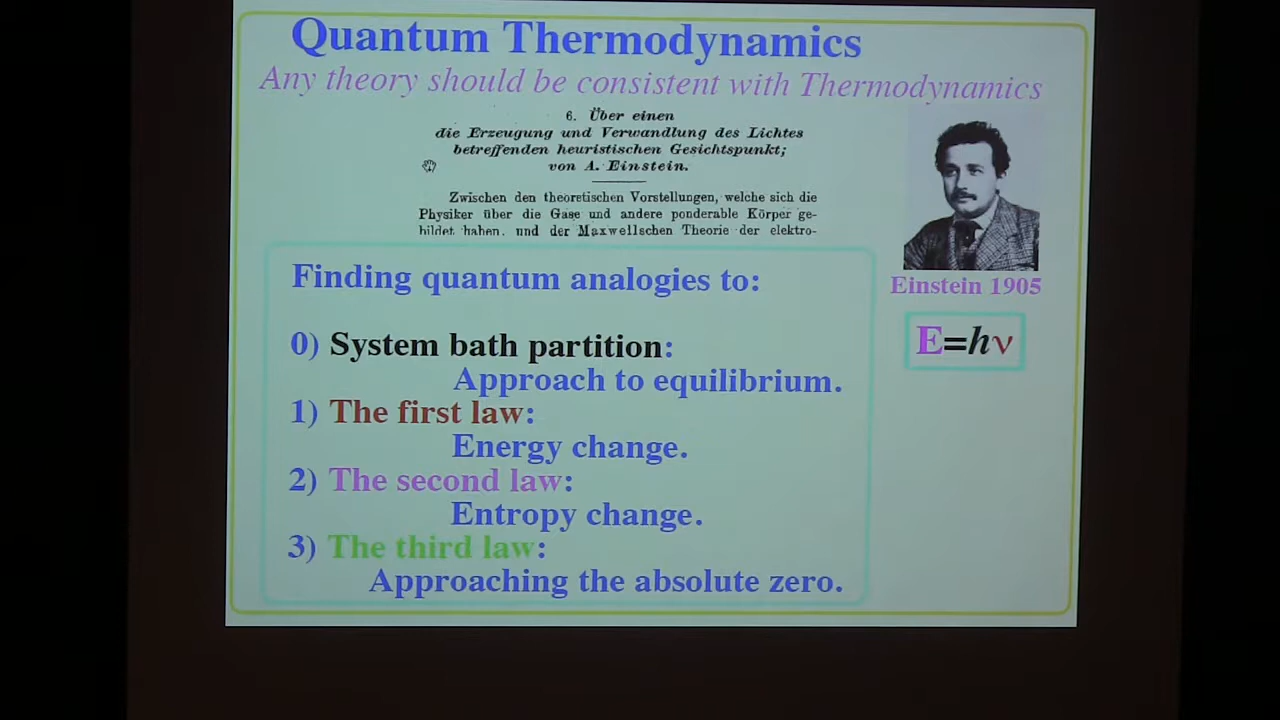 Quantum Thermodynamics
Any theory should be consistent with Thermodynamics
6. Über einen
die Erzeugung und Verwandlung des Lichtes
betreffenden heuristischen Gesichtspunkt;
von A. Einstein.
Zwischen den theoretischen Vorstellungen, welche sich die
Physiker über die Gase und andere ponderable Körper ge-
bildet haben, und der Maxwellschen Theorie der elektro-
Einstein 1905
E=hν
Finding quantum analogies to:
0) System bath partition:
Approach to equilibrium.
1) The first law:
Energy change.
2) The second law:
Entropy change.
3) The third law:
Approaching the absolute zero.